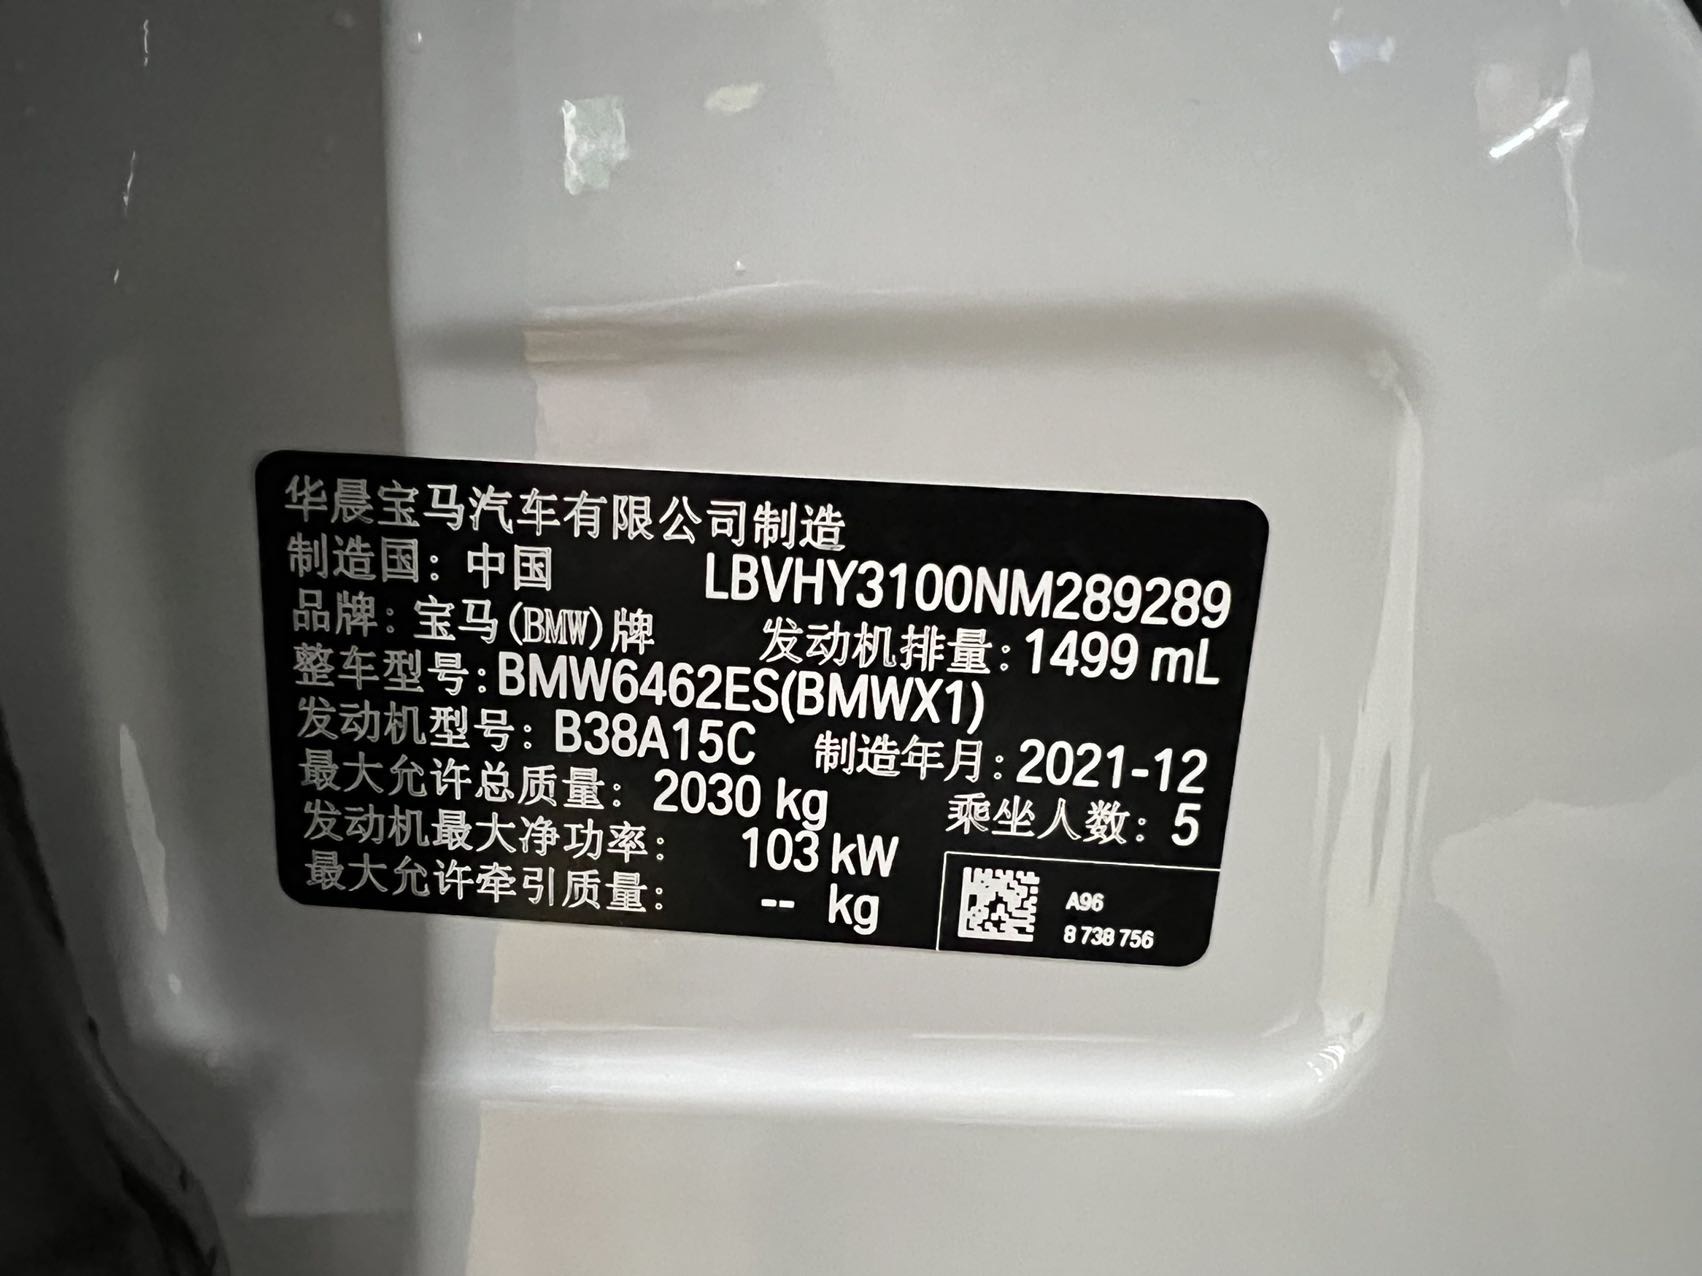 华晨宝马汽车有限公司制造
制造国：中国 LBVHY3100NM289289
品牌：宝马(BMW)牌 发动机排量：1499 mL
整车型号：BMW6462ES(BMWX1)
发动机型号：B38A15C 制造年月：2021-12
最大允许总质量：2030 kg 乘坐人数：5
发动机最大净功率：103 kW
最大允许牵引质量：-- kg
A96
8 738 756